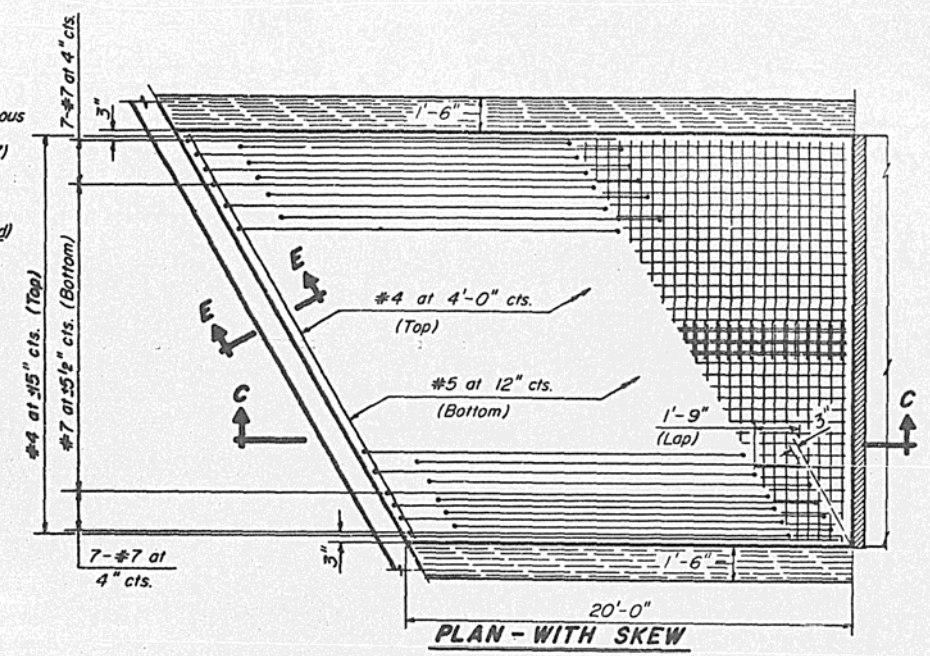 7-#7 at 4" cts.
ous
3"
1'-6"
#4 at ±15" cts. (Top)
#7 at ±5½" cts. (Bottom)
E
E
#4 at 4'-0" cts.
(Top)
#5 at 12" cts.
(Bottom)
C
C
1'-9"
(Lap)
3"
7-#7 at
4" cts.
3"
1'-6"
20'-0"
PLAN - WITH SKEW